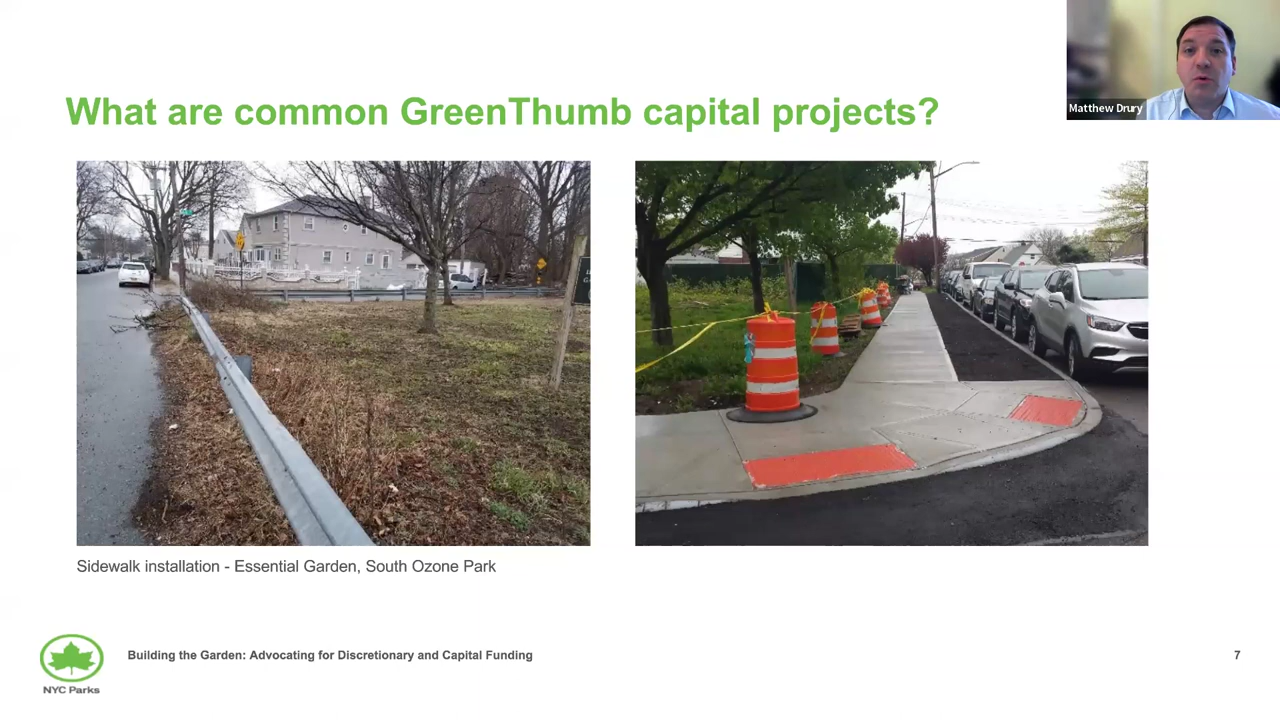 Matthew Drury
What are common GreenThumb capital projects?
Sidewalk installation - Essential Garden, South Ozone Park
NYC Parks
Building the Garden: Advocating for Discretionary and Capital Funding
7